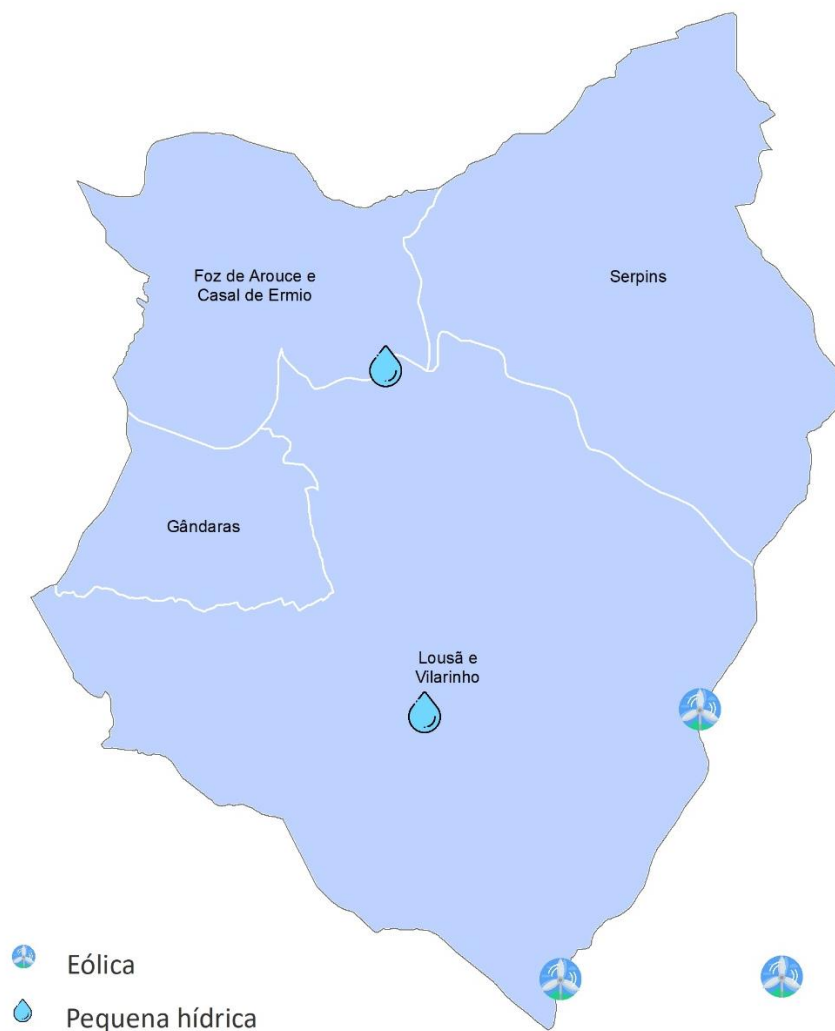 Foz de Arouce e
Casal de Ermio
Serpins
Gândaras
Lousã e
Vilarinho
Eólica
Pequena hídrica